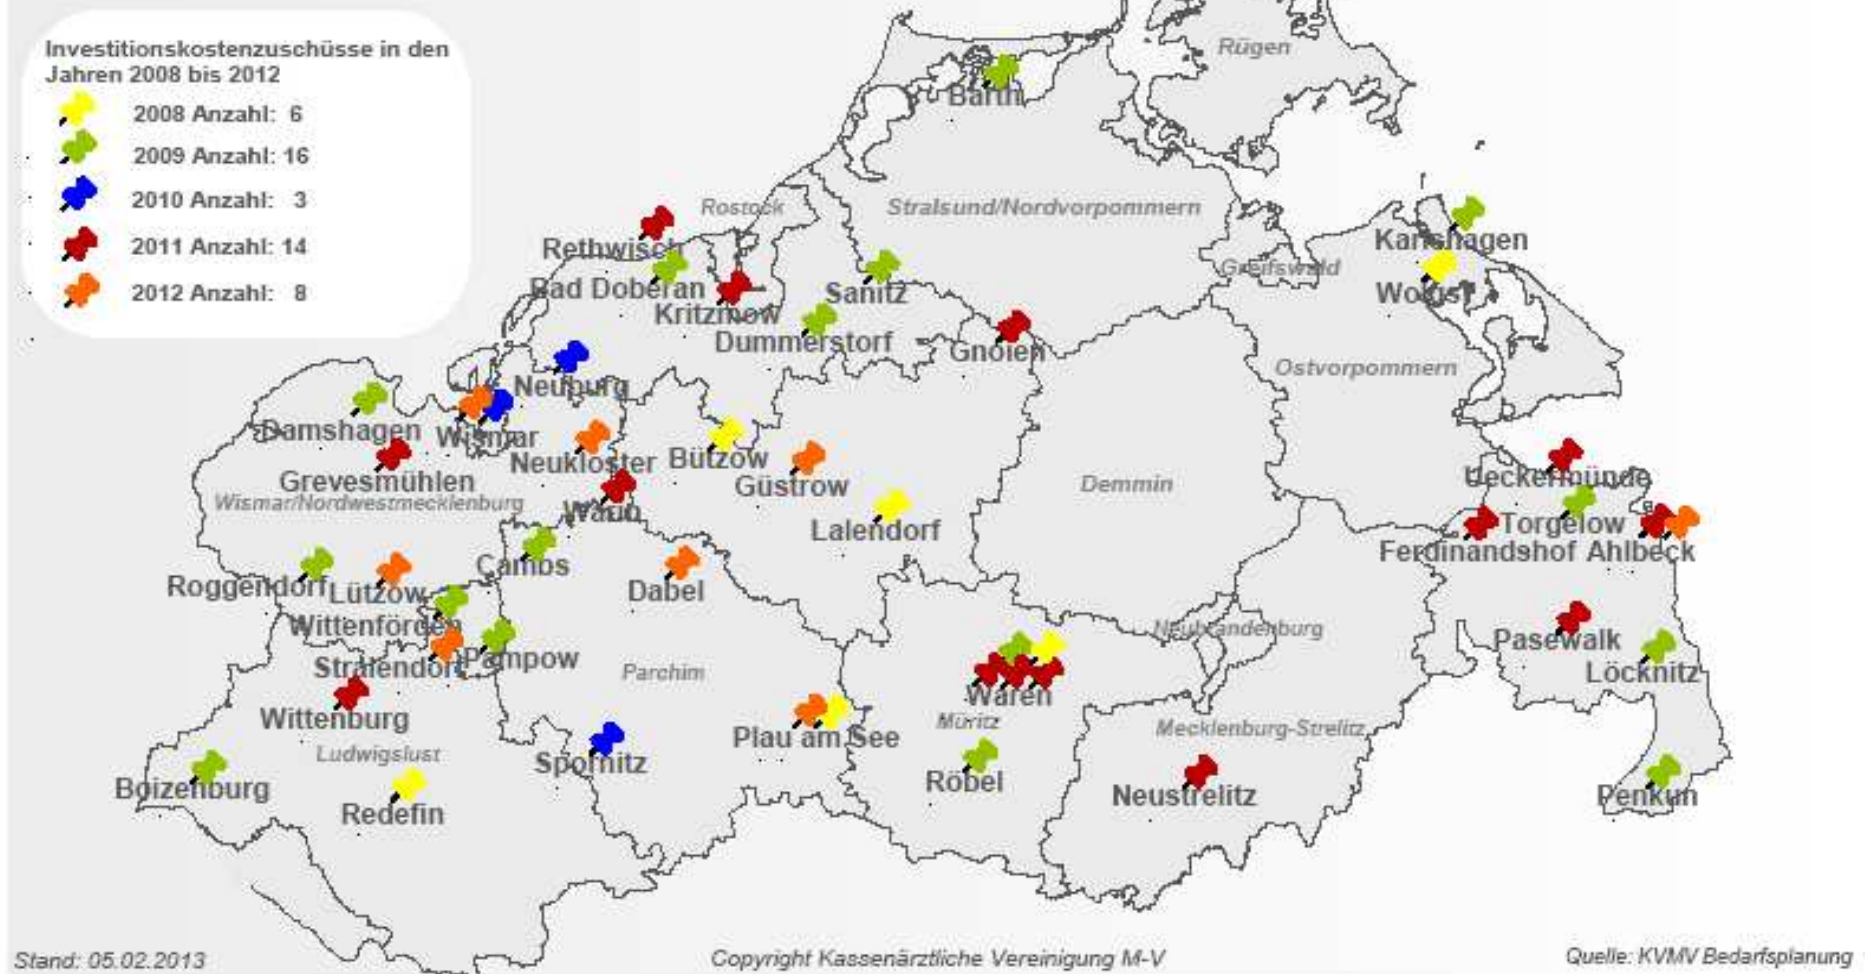 Investitionskostenzuschüsse in den
Jahren 2008 bis 2012
2008 Anzahl: 6
2009 Anzahl: 16
2010 Anzahl: 3
2011 Anzahl: 14
2012 Anzahl: 8
Rügen
Barth
Rostock
Stralsund/Nordvorpommern
Karlshagen
Rethwisch
Greifswald
Bad Doberan
Sanitz
Wolgast
Kritzmow
Dummerstorf
Gnoien
Ostvorpommern
Neuburg
Damshagen
Wismar
Neukloster
Bützow
Grevesmühlen
Güstrow
Demmin
Ueckermünde
Wismar/Nordwestmecklenburg
Warin
Lalendorf
Torgelow
Ferdinandshof
Ahlbeck
Cambs
Roggendorf
Lützow
Dabel
Wittenförden
Neubrandenburg
Pasewalk
Stralendorf
Pampow
Parchim
Löcknitz
Waren
Wittenburg
Müritz
Mecklenburg-Strelitz
Plau am See
Ludwigslust
Spornitz
Röbel
Boizenburg
Neustrelitz
Penkun
Redefin
Stand: 05.02.2013
Copyright Kassenärztliche Vereinigung M-V
Quelle: KVMV Bedarfsplanung